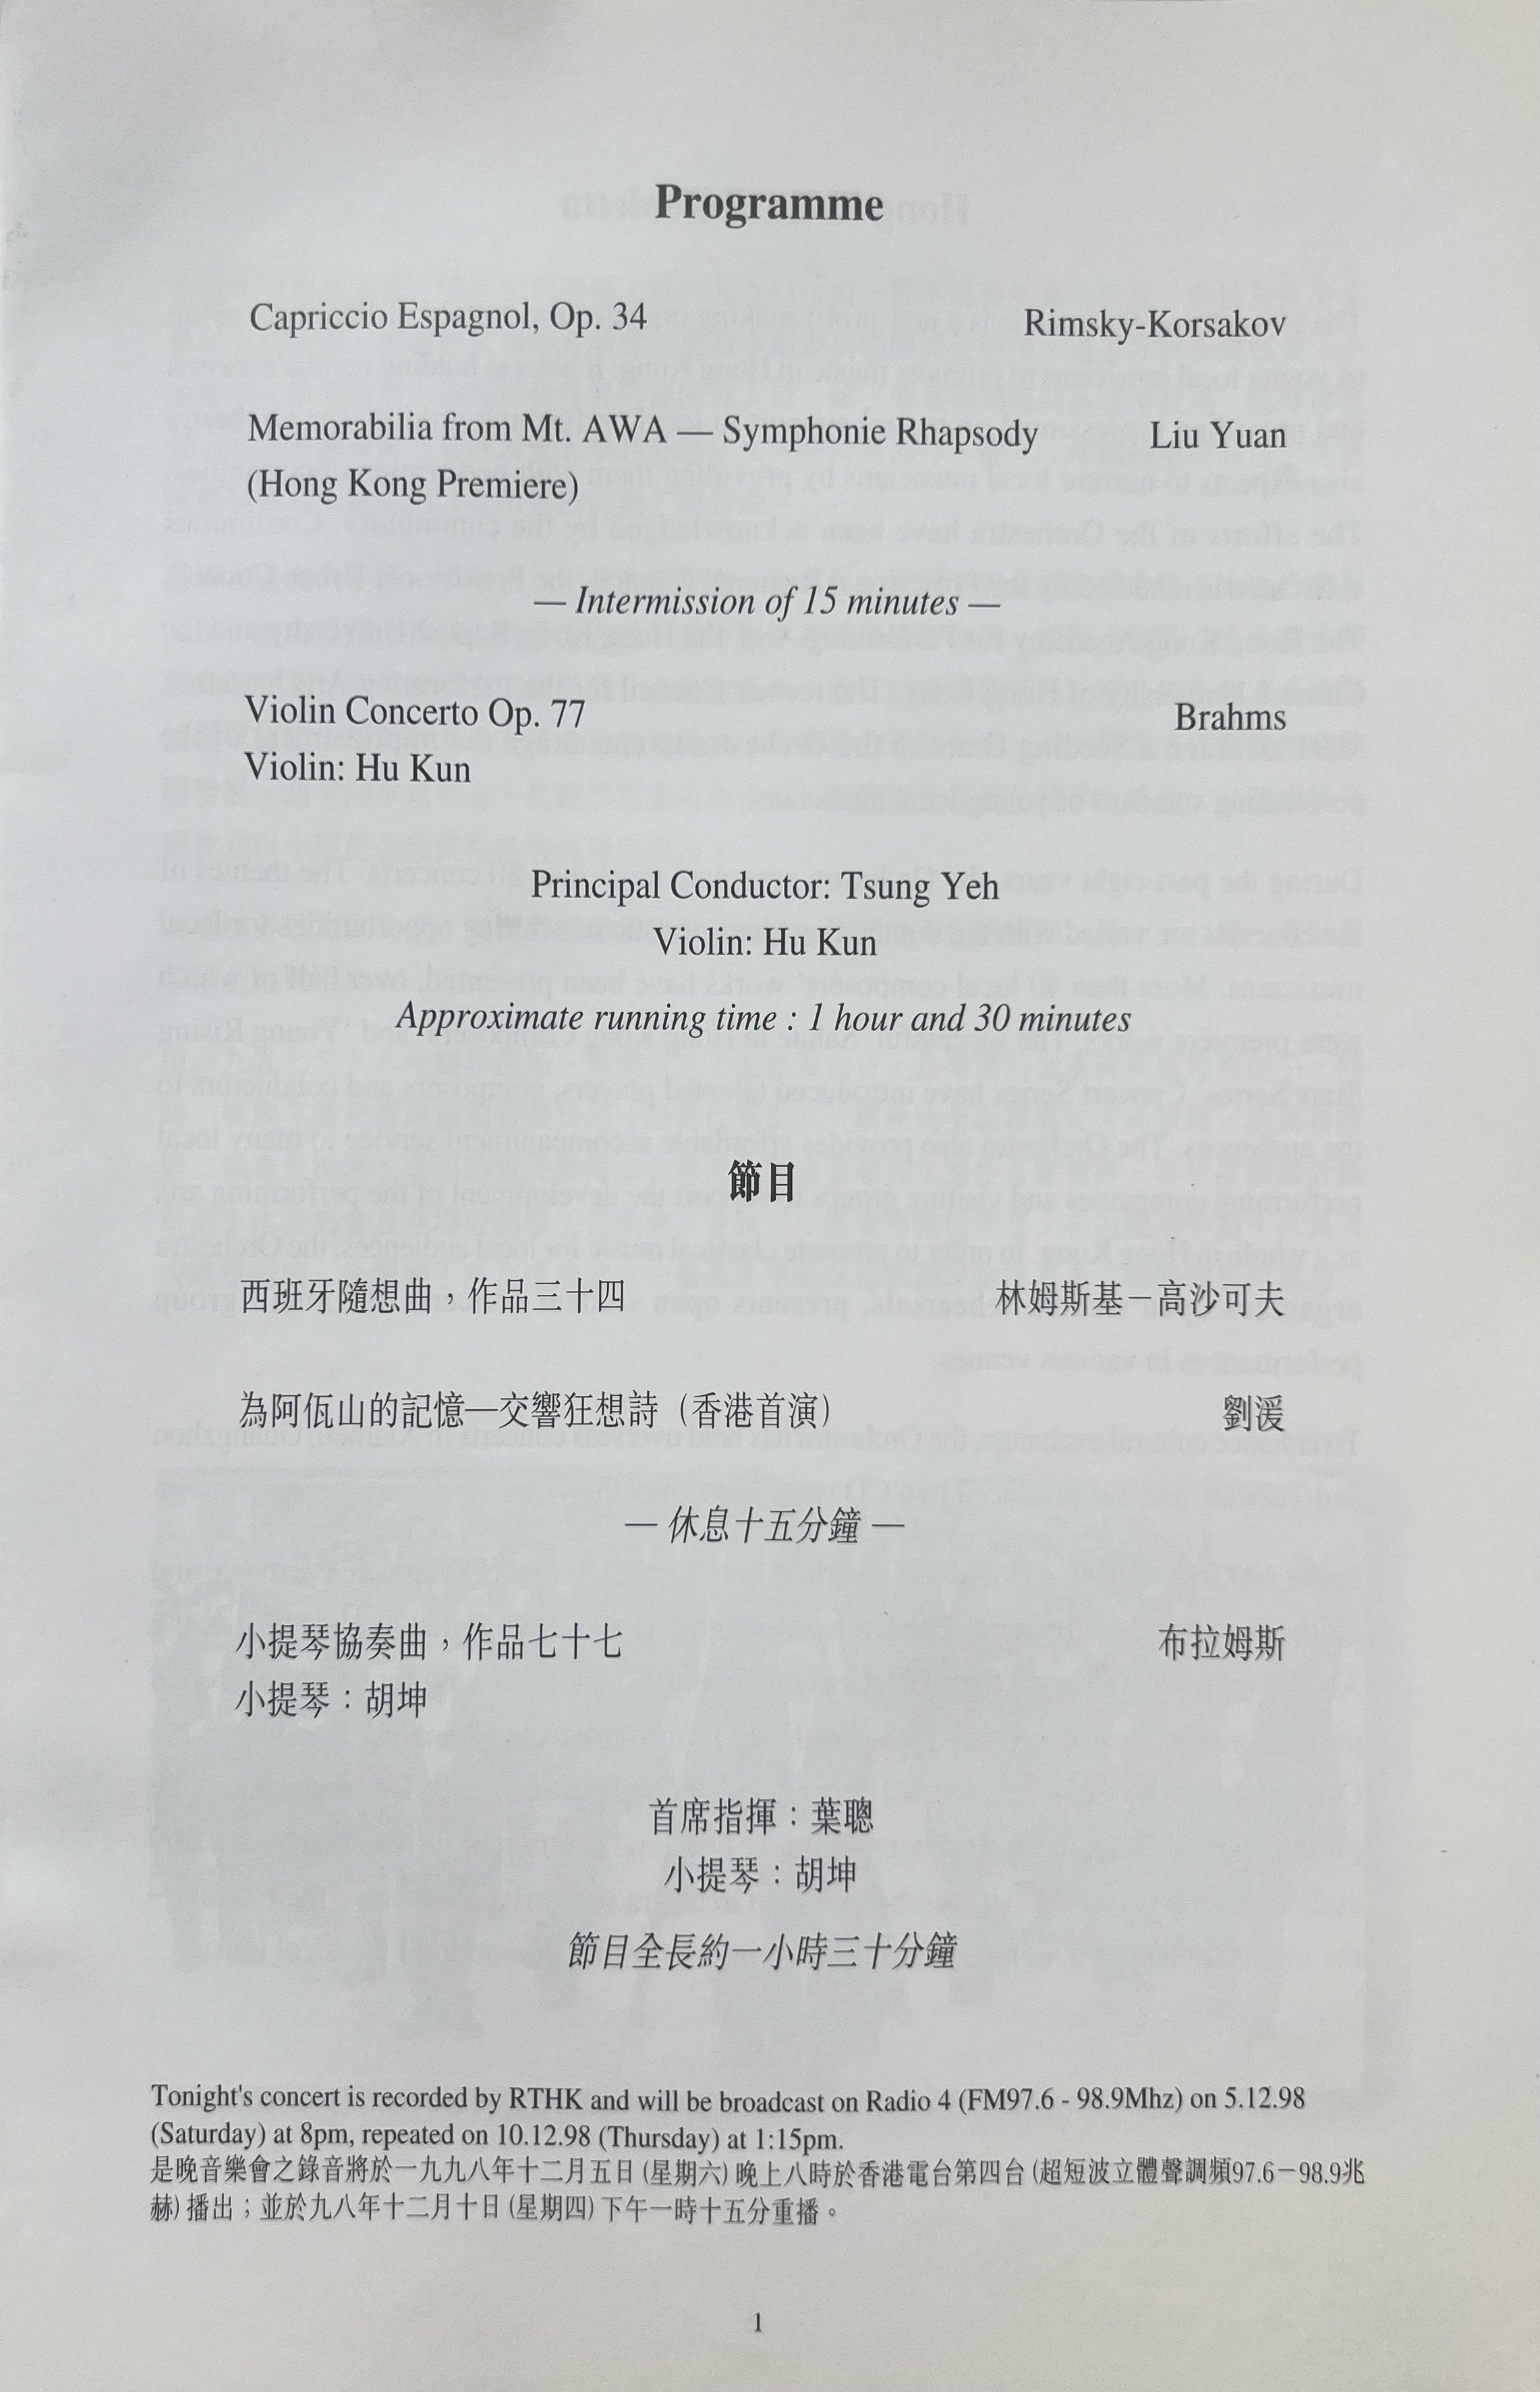 Programme
Capriccio Espagnol, Op. 34 Rimsky-Korsakov
Memorabilia from Mt. AWA — Symphonie Rhapsody Liu Yuan
(Hong Kong Premiere)
— Intermission of 15 minutes —
Violin Concerto Op. 77 Brahms
Violin: Hu Kun
Principal Conductor: Tsung Yeh
Violin: Hu Kun
Approximate running time : 1 hour and 30 minutes
節目
西班牙隨想曲，作品三十四 林姆斯基－高沙可夫
為阿佤山的記憶—交響狂想詩（香港首演） 劉湲
— 休息十五分鐘 —
小提琴協奏曲，作品七十七 布拉姆斯
小提琴：胡坤
首席指揮：葉聰
小提琴：胡坤
節目全長約一小時三十分鐘
Tonight's concert is recorded by RTHK and will be broadcast on Radio 4 (FM97.6 - 98.9Mhz) on 5.12.98
(Saturday) at 8pm, repeated on 10.12.98 (Thursday) at 1:15pm.
是晚音樂會之錄音將於一九九八年十二月五日 (星期六) 晚上八時於香港電台第四台 (超短波立體聲調頻97.6－98.9兆
赫) 播出；並於九八年十二月十日 (星期四) 下午一時十五分重播。
1